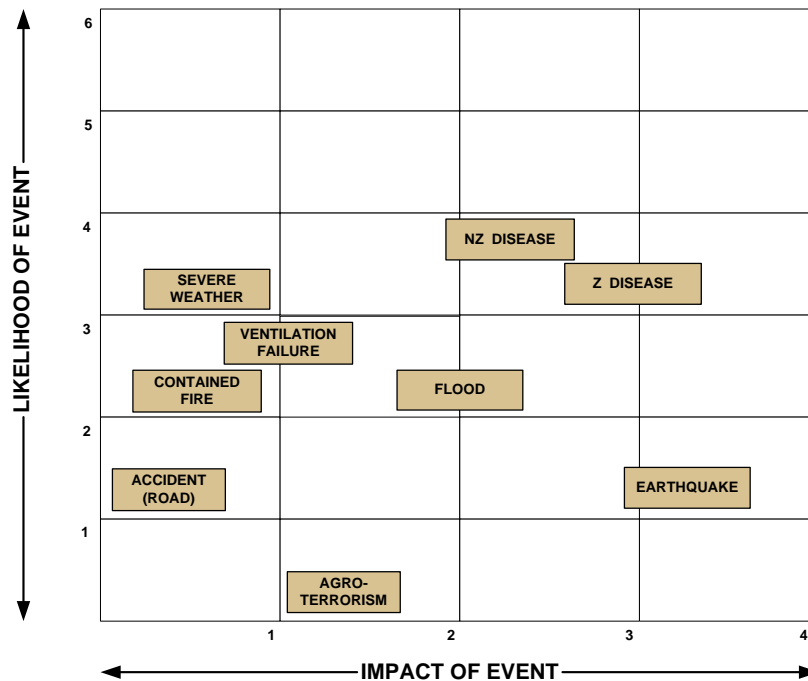 6
5
4
NZ DISEASE
Z DISEASE
SEVERE
WEATHER
3
VENTILATION
FAILURE
CONTAINED
FIRE
FLOOD
2
ACCIDENT
(ROAD)
EARTHQUAKE
1
AGRO-
TERRORISM
LIKELIHOOD OF EVENT
1 2 3 4
IMPACT OF EVENT